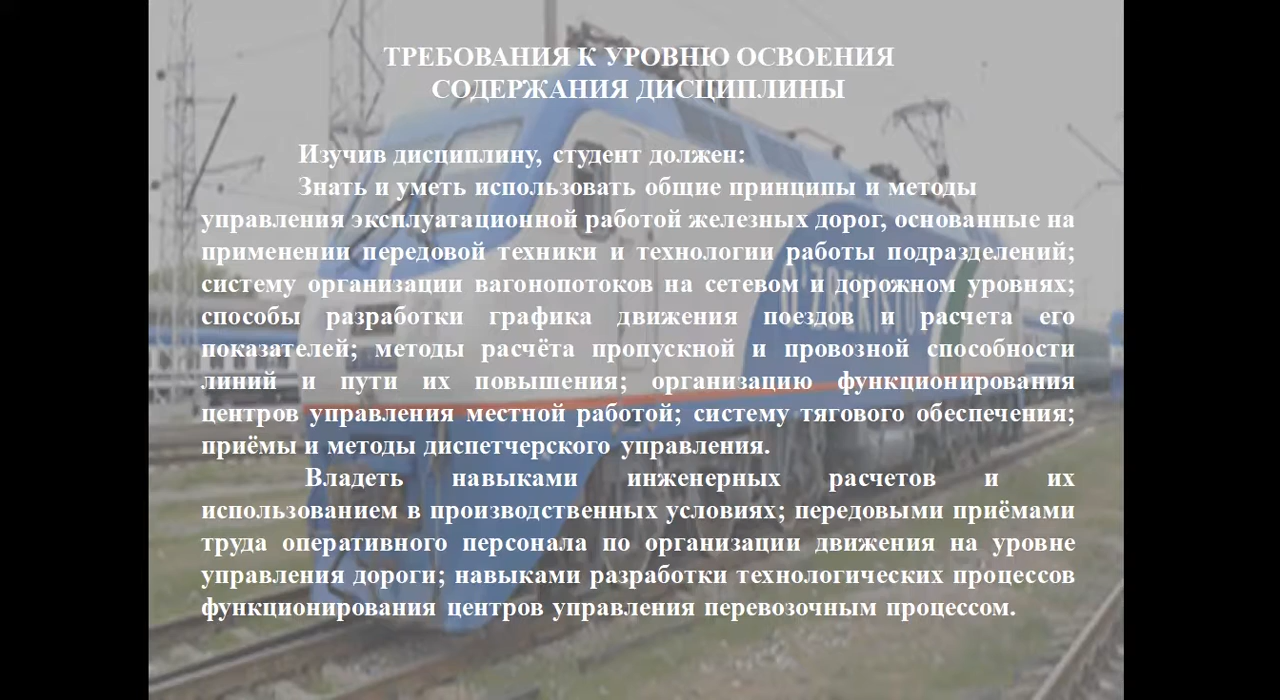 ТРЕБОВАНИЯ К УРОВНЮ ОСВОЕНИЯ
СОДЕРЖАНИЯ ДИСЦИПЛИНЫ
Изучив дисциплину, студент должен:
Знать и уметь использовать общие принципы и методы
управления эксплуатационной работой железных дорог, основанные на
применении передовой техники и технологии работы подразделений;
систему организации вагонопотоков на сетевом и дорожном уровнях;
способы разработки графика движения поездов и расчета его
показателей; методы расчёта пропускной и провозной способности
линий и пути их повышения; организацию функционирования
центров управления местной работой; систему тягового обеспечения;
приёмы и методы диспетчерского управления.
Владеть навыками инженерных расчетов и их
использованием в производственных условиях; передовыми приёмами
труда оперативного персонала по организации движения на уровне
управления дороги; навыками разработки технологических процессов
функционирования центров управления перевозочным процессом.
O'ZBEKISTON